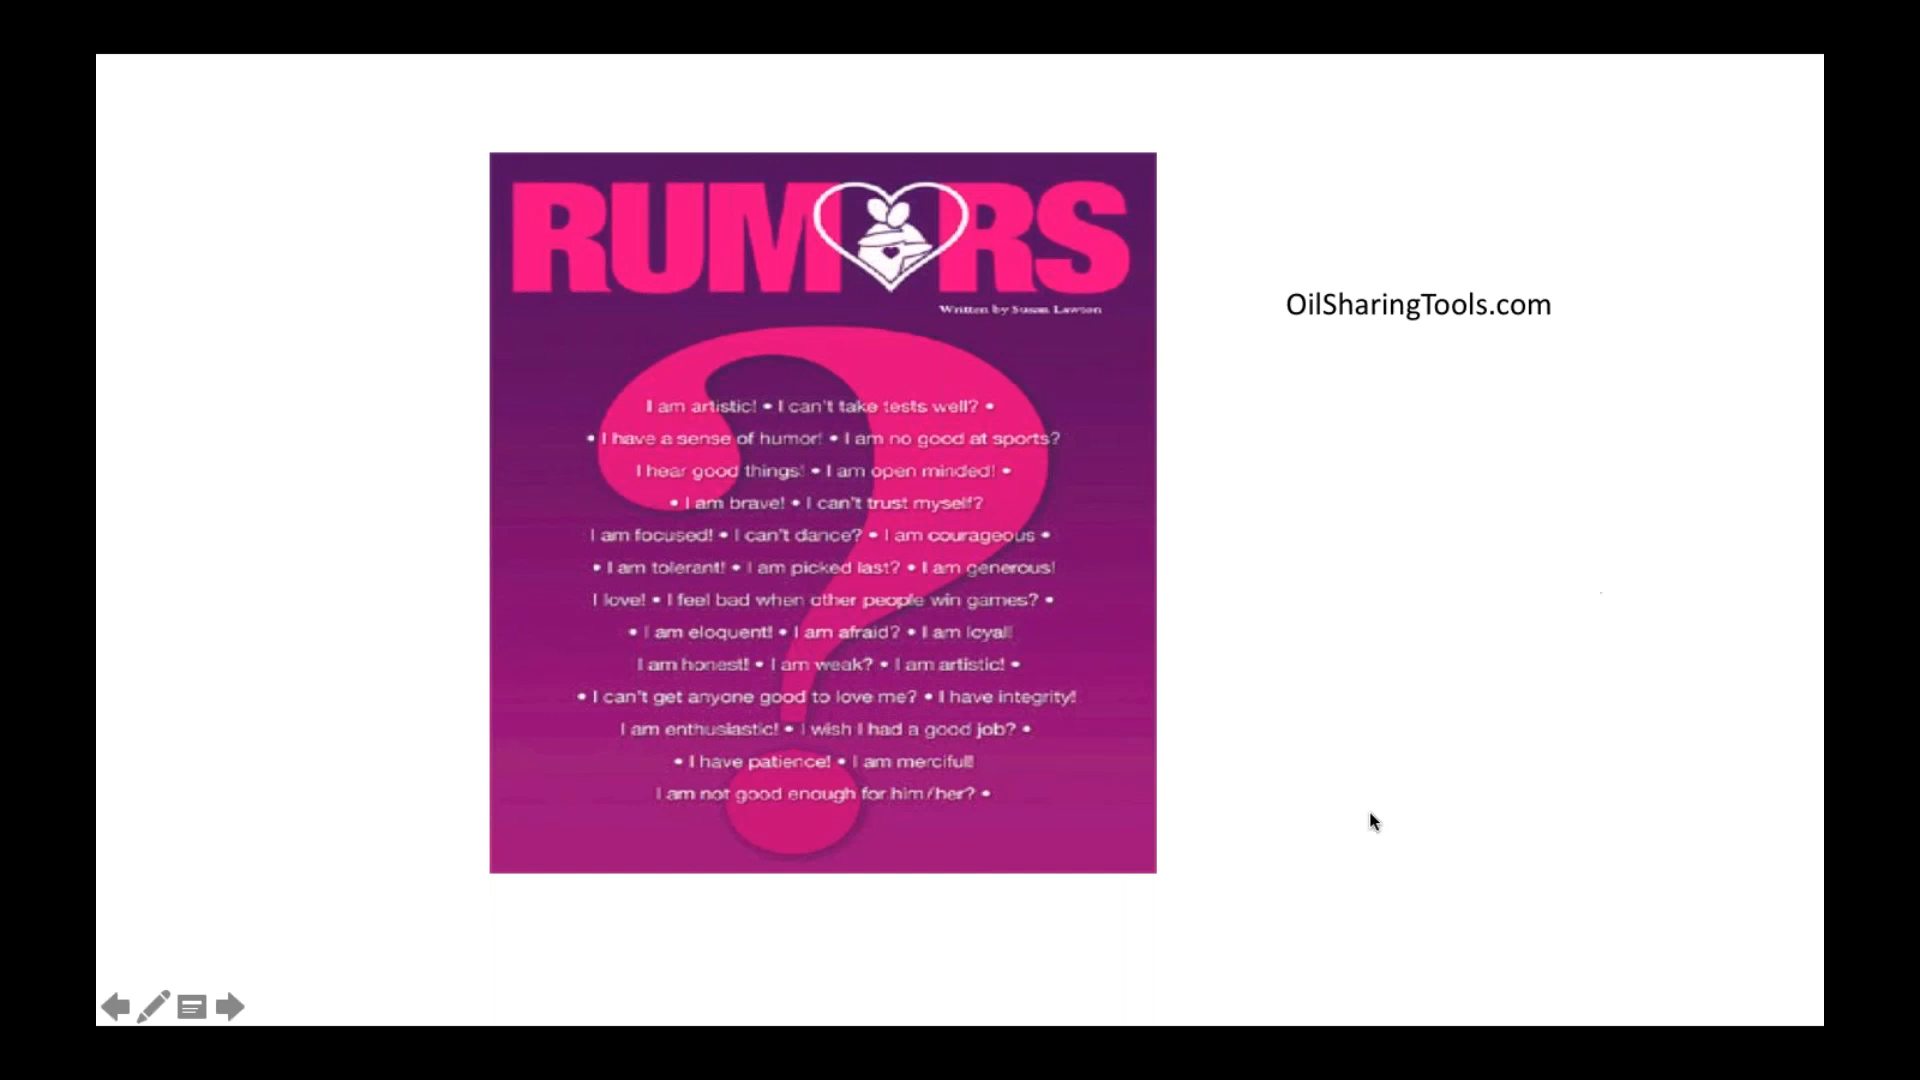 RUMORS
Written by Susan Lawton
OilSharingTools.com
I am artistic! • I can't take tests well? •
• I have a sense of humor! • I am no good at sports?
I hear good things! • I am open minded! •
• I am brave! • I can't trust myself?
I am focused! • I can't dance? • I am courageous •
• I am tolerant! • I am picked last? • I am generous!
I love! • I feel bad when other people win games? •
• I am eloquent! • I am afraid? • I am loyal!
I am honest! • I am weak? • I am artistic! •
• I can't get anyone good to love me? • I have integrity!
I am enthusiastic! • I wish I had a good job? •
• I have patience! • I am merciful!
I am not good enough for him/her? •